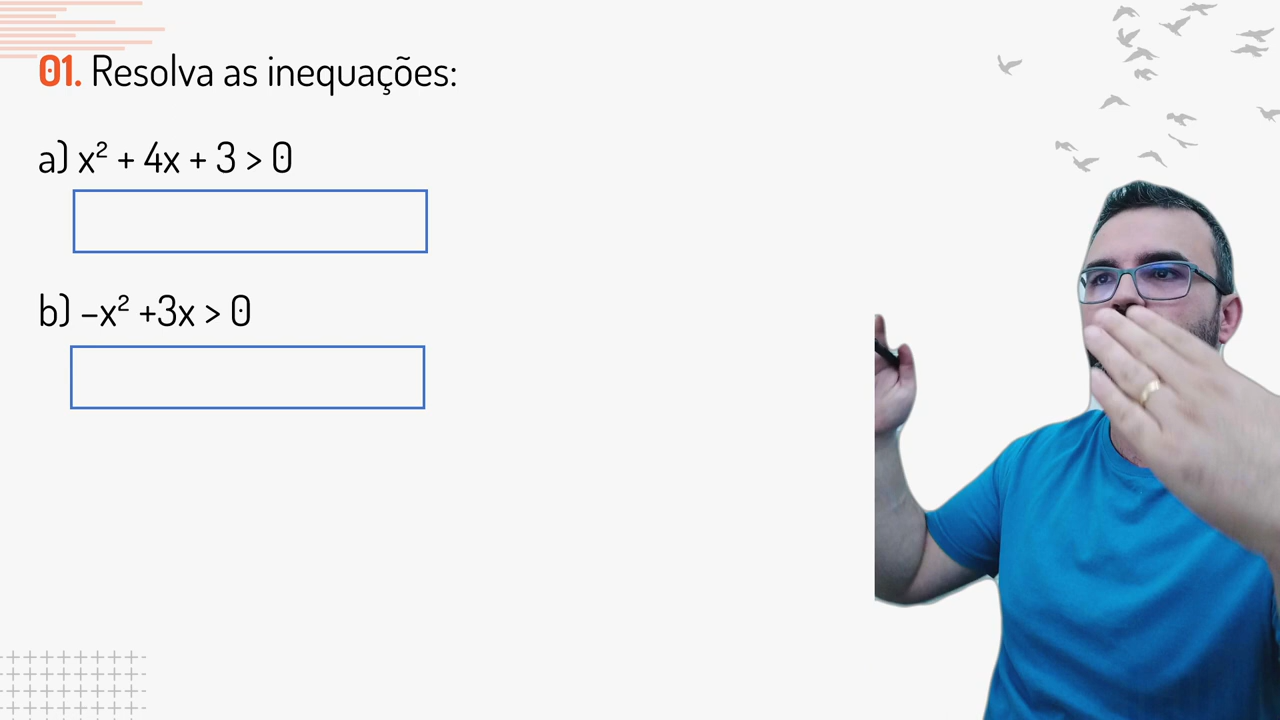 01. Resolva as inequações:
a) x² + 4x + 3 > 0
b) –x² +3x > 0